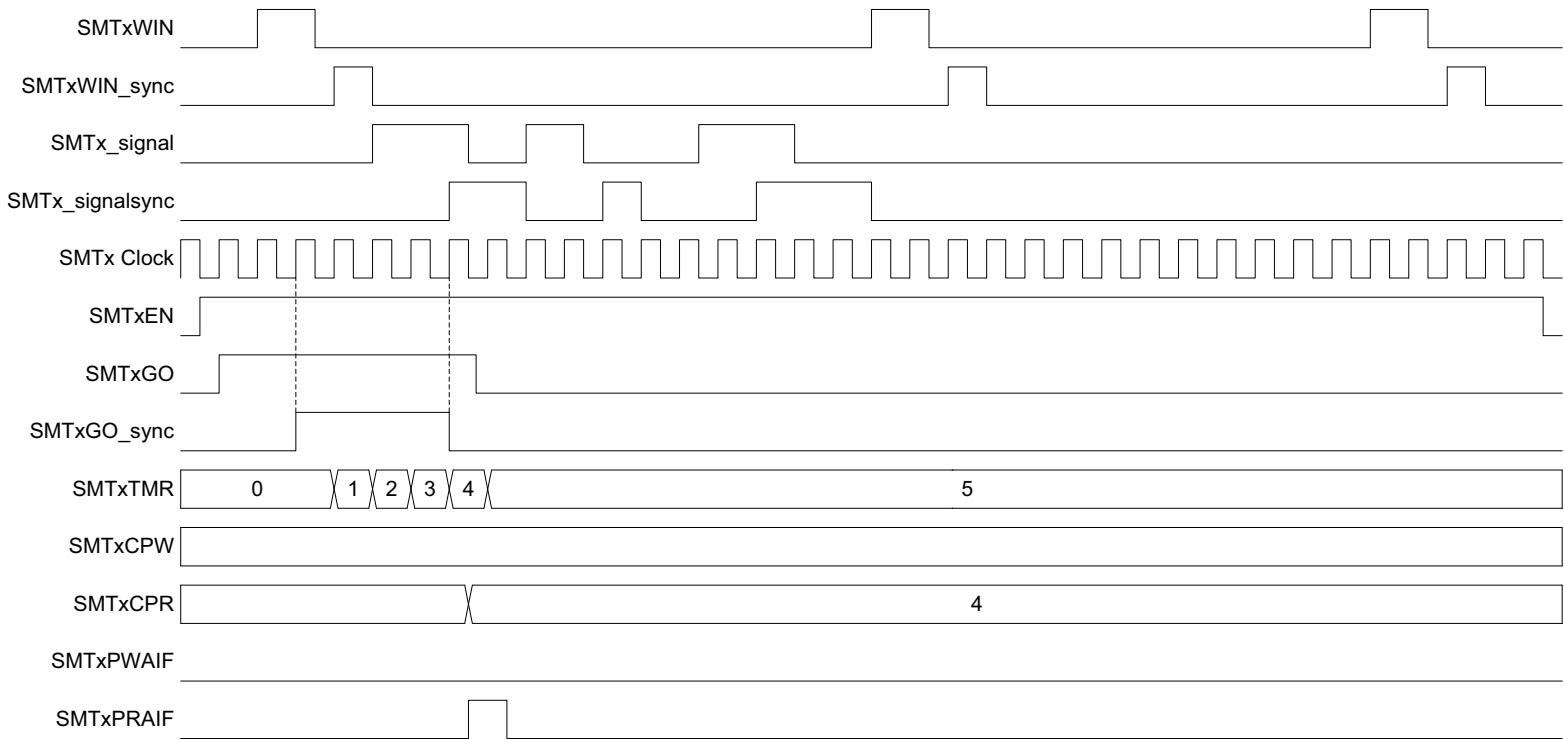 SMTxWIN
SMTxWIN_sync
SMTx_signal
SMTx_signalsync
SMTx Clock
SMTxEN
SMTxGO
SMTxGO_sync
SMTxTMR 0 1 2 3 4 5
SMTxCPW
SMTxCPR 4
SMTxPWAIF
SMTxPRAIF